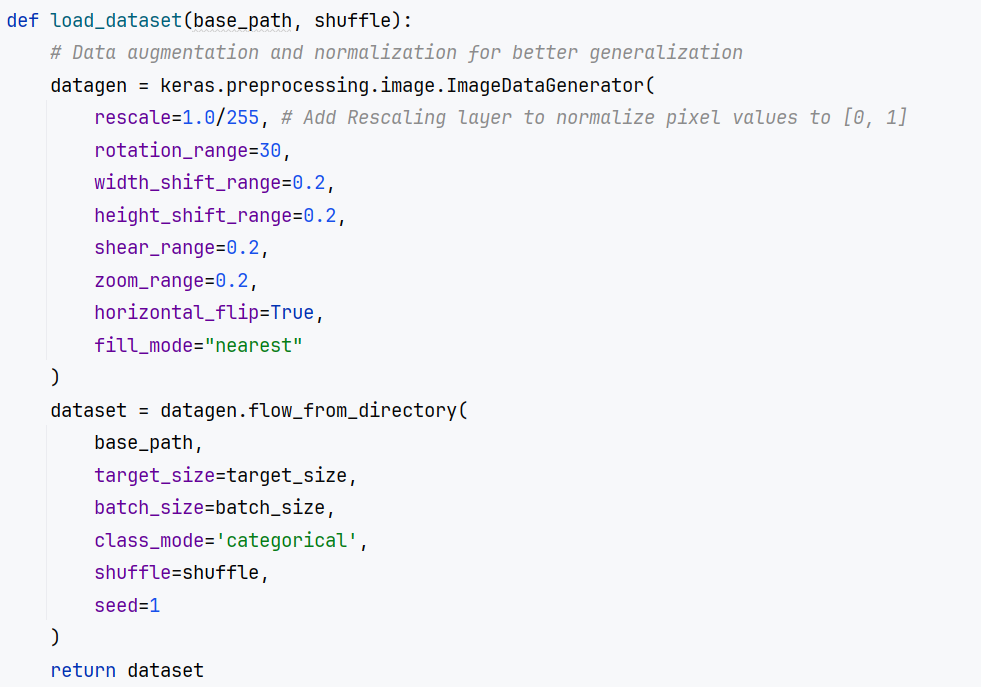 def load_dataset(base_path, shuffle):
    # Data augmentation and normalization for better generalization
    datagen = keras.preprocessing.image.ImageDataGenerator(
        rescale=1.0/255, # Add Rescaling layer to normalize pixel values to [0, 1]
        rotation_range=30,
        width_shift_range=0.2,
        height_shift_range=0.2,
        shear_range=0.2,
        zoom_range=0.2,
        horizontal_flip=True,
        fill_mode="nearest"
    )
    dataset = datagen.flow_from_directory(
        base_path,
        target_size=target_size,
        batch_size=batch_size,
        class_mode='categorical',
        shuffle=shuffle,
        seed=1
    )
    return dataset